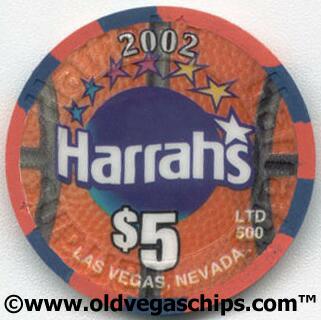 2002
Harrah's
$5
LTD
500
LAS VEGAS, NEVADA
©www.oldvegaschips.com™